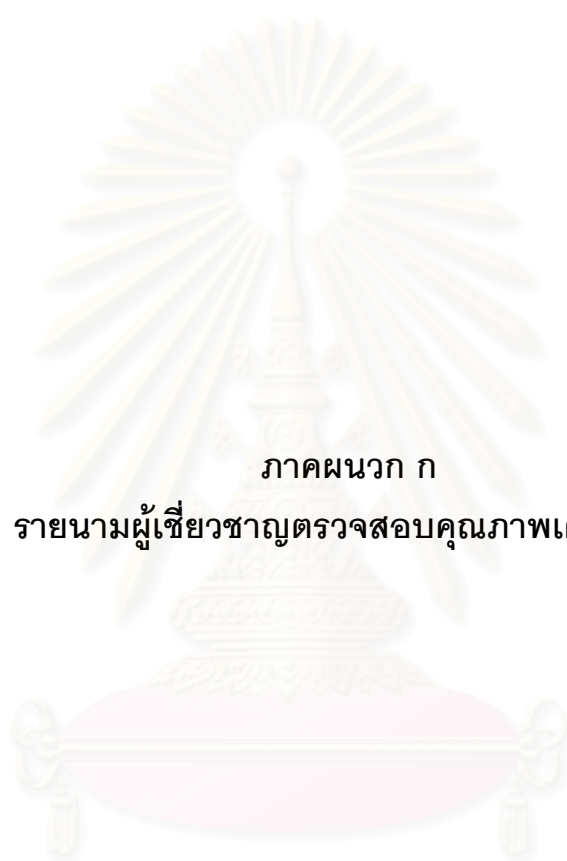 ภาคผนวก ก
รายนามผู้เชี่ยวชาญตรวจสอบคุณภาพ